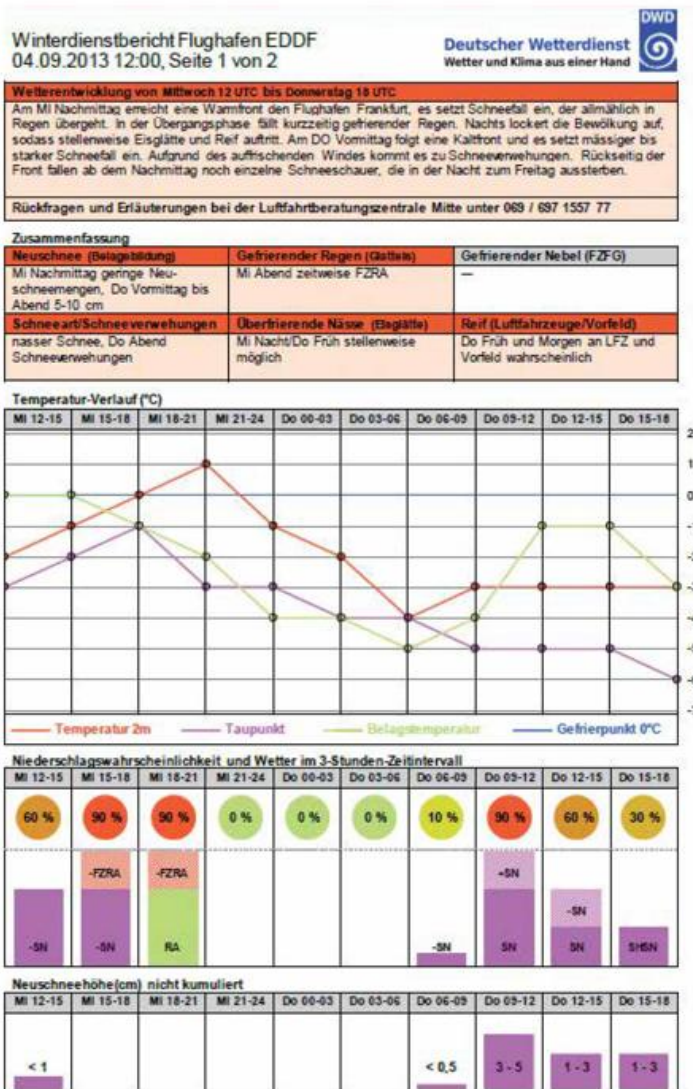 DWD
Winterdienstbericht Flughafen EDDF
04.09.2013 12:00, Seite 1 von 2
Deutscher Wetterdienst
Wetter und Klima aus einer Hand
Wetterentwicklung von Mittwoch 12 UTC bis Donnerstag 18 UTC
Am MI Nachmittag erreicht eine Warmfront den Flughafen Frankfurt, es setzt Schneefall ein, der allmählich in
Regen übergeht. In der Übergangsphase fällt kurzzeitig gefrierender Regen. Nachts lockert die Bewölkung auf,
sodass stellenweise Eisglätte und Reif auftritt. Am DO Vormittag folgt eine Kaltfront und es setzt mässiger bis
starker Schneefall ein. Aufgrund des auffrischenden Windes kommt es zu Schneeverwehungen. Rückseitig der
Front fallen ab dem Nachmittag noch einzelne Schneeschauer, die in der Nacht zum Freitag aussterben.
Rückfragen und Erläuterungen bei der Luftfahrtberatungszentrale Mitte unter 069 / 697 1557 77
Zusammenfassung
Neuschnee (Belagsbildung) Gefrierender Regen (Glatteis) Gefrierender Nebel (FZFG)
Mi Nachmittag geringe Neu- Mi Abend zeitweise FZRA —
schneemengen, Do Vormittag bis
Abend 5-10 cm
Schneeart/Schneeverwehungen Überfrierende Nässe (Eisglätte) Reif (Luftfahrzeuge/Vorfeld)
nasser Schnee, Do Abend Mi Nacht/Do Früh stellenweise Do Früh und Morgen an LFZ und
Schneeverwehungen möglich Vorfeld wahrscheinlich
Temperatur-Verlauf (°C)
MI 12-15 MI 15-18 MI 18-21 MI 21-24 Do 00-03 Do 03-06 Do 06-09 Do 09-12 Do 12-15 Do 15-18
2
1
0
Temperatur 2m Taupunkt Belagstemperatur Gefrierpunkt 0°C
Niederschlagswahrscheinlichkeit und Wetter im 3-Stunden-Zeitintervall
MI 12-15 MI 15-18 MI 18-21 MI 21-24 Do 00-03 Do 03-06 Do 06-09 Do 09-12 Do 12-15 Do 15-18
60 % 90 % 90 % 0 % 0 % 0 % 10 % 90 % 60 % 30 %
-FZRA -FZRA -SN
-SN
-SN -SN RA -SN SN SN SHSN
Neuschneehöhe(cm) nicht kumuliert
MI 12-15 MI 15-18 MI 18-21 MI 21-24 Do 00-03 Do 03-06 Do 06-09 Do 09-12 Do 12-15 Do 15-18
< 1 < 0,5 3 - 5 1 - 3 1 - 3